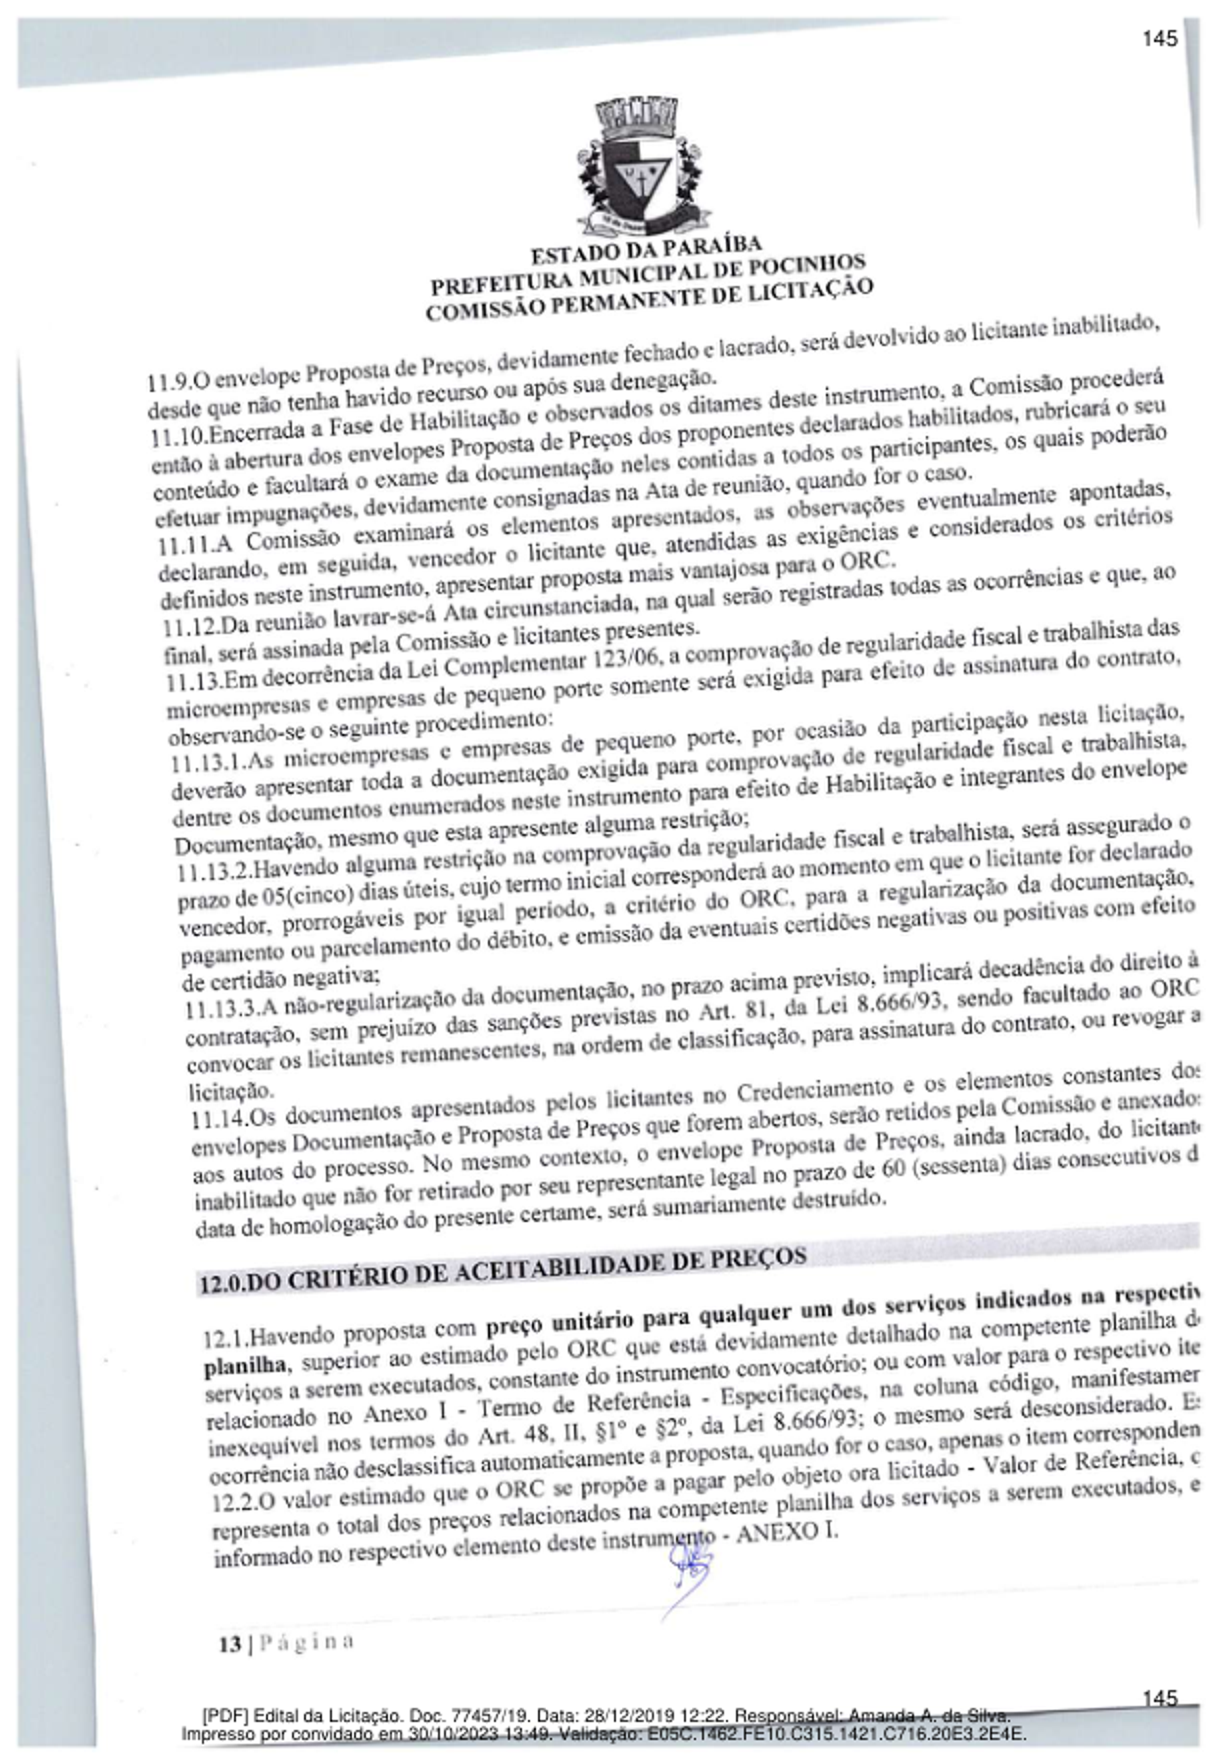 145
ESTADO DA PARAÍBA
PREFEITURA MUNICIPAL DE POCINHOS
COMISSÃO PERMANENTE DE LICITAÇÃO
11.9.O envelope Proposta de Preços, devidamente fechado e lacrado, será devolvido ao licitante inabilitado,
desde que não tenha havido recurso ou após sua denegação.
11.10.Encerrada a Fase de Habilitação e observados os ditames deste instrumento, a Comissão procederá
então à abertura dos envelopes Proposta de Preços dos proponentes declarados habilitados, rubricará o seu
conteúdo e facultará o exame da documentação neles contidas a todos os participantes, os quais poderão
efetuar impugnações, devidamente consignadas na Ata de reunião, quando for o caso.
11.11.A Comissão examinará os elementos apresentados, as observações eventualmente apontadas,
declarando, em seguida, vencedor o licitante que, atendidas as exigências e considerados os critérios
definidos neste instrumento, apresentar proposta mais vantajosa para o ORC.
11.12.Da reunião lavrar-se-á Ata circunstanciada, na qual serão registradas todas as ocorrências e que, ao
final, será assinada pela Comissão e licitantes presentes.
11.13.Em decorrência da Lei Complementar 123/06, a comprovação de regularidade fiscal e trabalhista das
microempresas e empresas de pequeno porte somente será exigida para efeito de assinatura do contrato,
observando-se o seguinte procedimento:
11.13.1.As microempresas e empresas de pequeno porte, por ocasião da participação nesta licitação,
deverão apresentar toda a documentação exigida para comprovação de regularidade fiscal e trabalhista,
dentre os documentos enumerados neste instrumento para efeito de Habilitação e integrantes do envelope
Documentação, mesmo que esta apresente alguma restrição;
11.13.2.Havendo alguma restrição na comprovação da regularidade fiscal e trabalhista, será assegurado o
prazo de 05(cinco) dias úteis, cujo termo inicial corresponderá ao momento em que o licitante for declarado
vencedor, prorrogáveis por igual período, a critério do ORC, para a regularização da documentação,
pagamento ou parcelamento do débito, e emissão da eventuais certidões negativas ou positivas com efeito
de certidão negativa;
11.13.3.A não-regularização da documentação, no prazo acima previsto, implicará decadência do direito à
contratação, sem prejuízo das sanções previstas no Art. 81, da Lei 8.666/93, sendo facultado ao ORC
convocar os licitantes remanescentes, na ordem de classificação, para assinatura do contrato, ou revogar a
licitação.
11.14.Os documentos apresentados pelos licitantes no Credenciamento e os elementos constantes dos
envelopes Documentação e Proposta de Preços que forem abertos, serão retidos pela Comissão e anexados
aos autos do processo. No mesmo contexto, o envelope Proposta de Preços, ainda lacrado, do licitante
inabilitado que não for retirado por seu representante legal no prazo de 60 (sessenta) dias consecutivos d
data de homologação do presente certame, será sumariamente destruído.
12.0.DO CRITÉRIO DE ACEITABILIDADE DE PREÇOS
12.1.Havendo proposta com preço unitário para qualquer um dos serviços indicados na respectiv
planilha, superior ao estimado pelo ORC que está devidamente detalhado na competente planilha d
serviços a serem executados, constante do instrumento convocatório; ou com valor para o respectivo ite
relacionado no Anexo I - Termo de Referência - Especificações, na coluna código, manifestamen
inexequível nos termos do Art. 48, II, §1º e §2º, da Lei 8.666/93; o mesmo será desconsiderado. Es
ocorrência não desclassifica automaticamente a proposta, quando for o caso, apenas o item corresponden
12.2.O valor estimado que o ORC se propõe a pagar pelo objeto ora licitado - Valor de Referência, q
representa o total dos preços relacionados na competente planilha dos serviços a serem executados, e
informado no respectivo elemento deste instrumento - ANEXO I.
13 | Página
145
[PDF] Edital da Licitação. Doc. 77457/19. Data: 28/12/2019 12:22. Responsável: Amanda A. da Silva.
Impresso por convidado em 30/10/2023 13:49. Validação: E05C.1462.FE10.C315.1421.C716.20E3.2E4E.